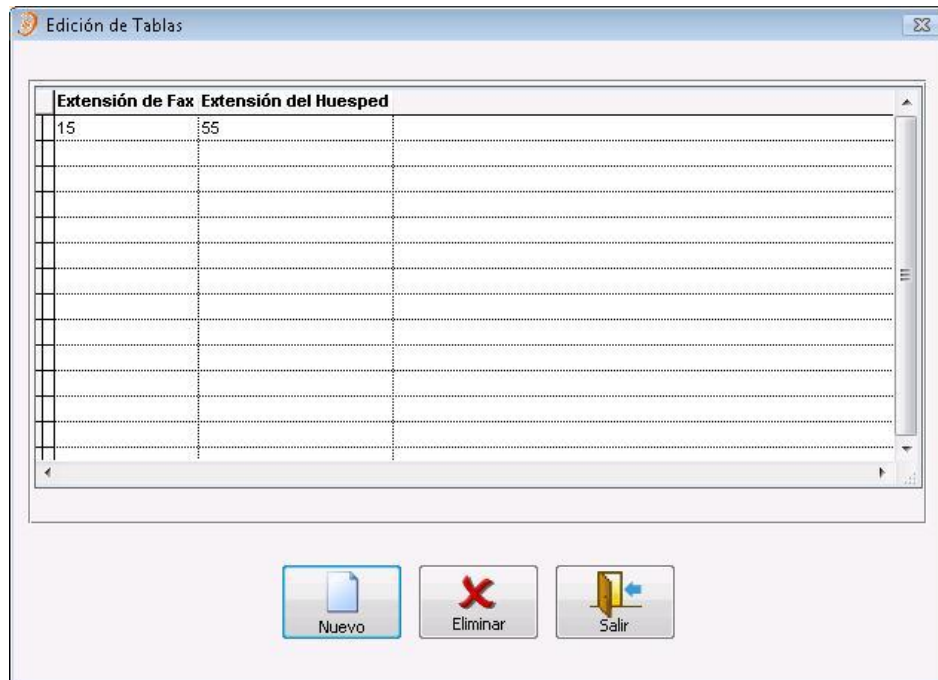 Edición de Tablas
Extensión de Fax Extensión del Huesped
15 55
Nuevo Eliminar Salir